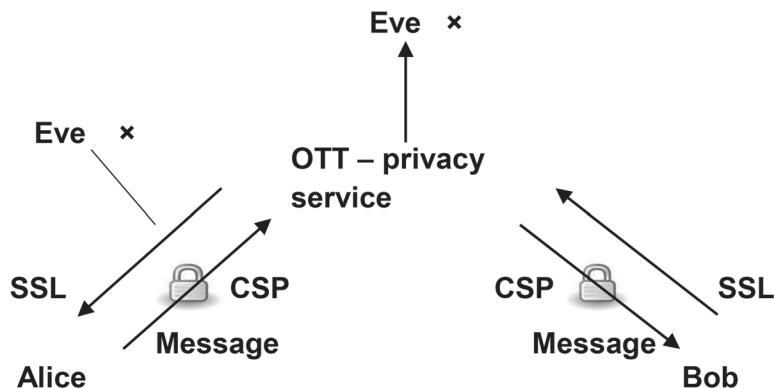 Eve ×
Eve ×
OTT – privacy
service
SSL
CSP
CSP
SSL
Message
Message
Alice
Bob